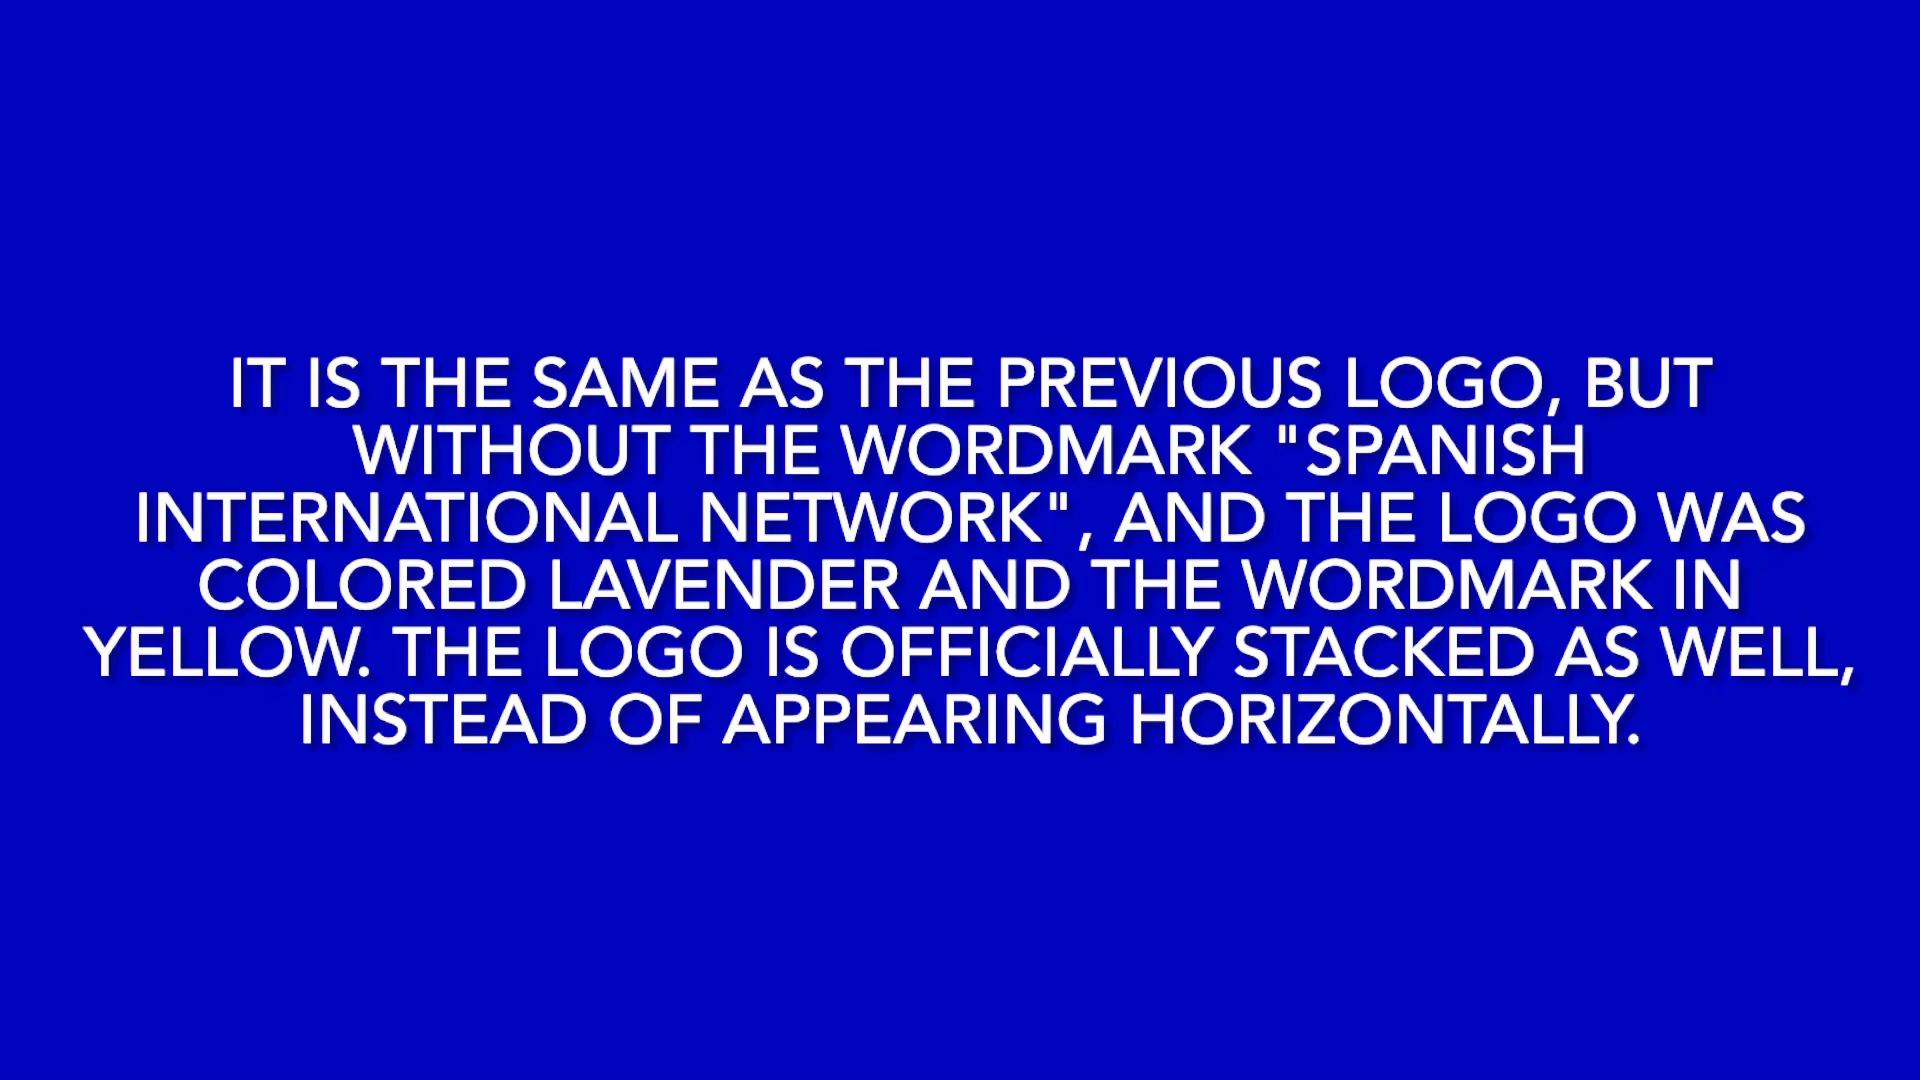 IT IS THE SAME AS THE PREVIOUS LOGO, BUT
WITHOUT THE WORDMARK "SPANISH
INTERNATIONAL NETWORK", AND THE LOGO WAS
COLORED LAVENDER AND THE WORDMARK IN
YELLOW. THE LOGO IS OFFICIALLY STACKED AS WELL,
INSTEAD OF APPEARING HORIZONTALLY.